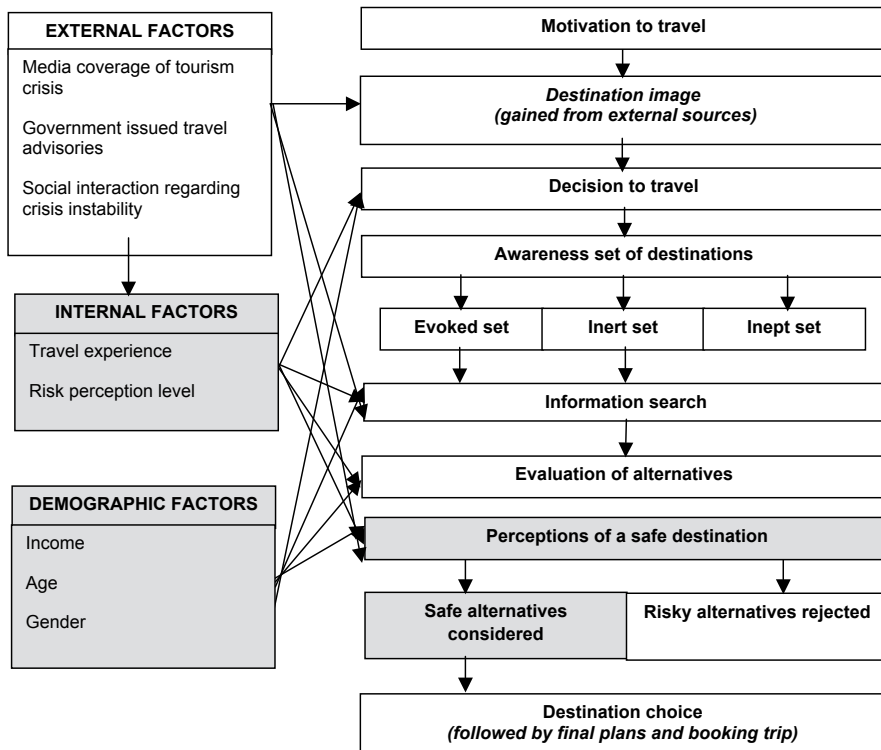 EXTERNAL FACTORS
Media coverage of tourism
crisis
Government issued travel
advisories
Social interaction regarding
crisis instability
INTERNAL FACTORS
Travel experience
Risk perception level
DEMOGRAPHIC FACTORS
Income
Age
Gender
Motivation to travel
Destination image
(gained from external sources)
Decision to travel
Awareness set of destinations
Evoked set
Inert set
Inept set
Information search
Evaluation of alternatives
Perceptions of a safe destination
Safe alternatives
considered
Risky alternatives rejected
Destination choice
(followed by final plans and booking trip)